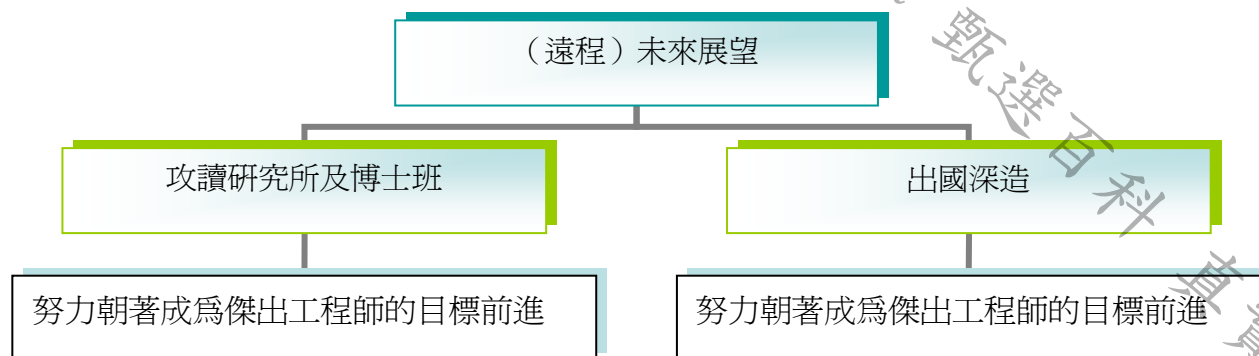 （遠程）未來展望
攻讀研究所及博士班
出國深造
努力朝著成爲傑出工程師的目標前進
努力朝著成爲傑出工程師的目標前進
甄選百科